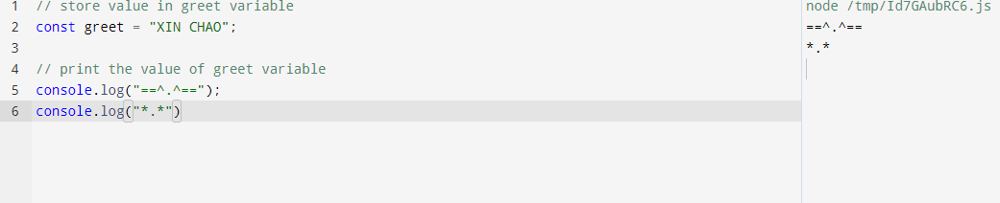 1 // store value in greet variable
2 const greet = "XIN CHAO";
3
4 // print the value of greet variable
5 console.log("==^.^==");
6 console.log("*.*")
node /tmp/Id7GAubRC6.js
==^.^==
*.*